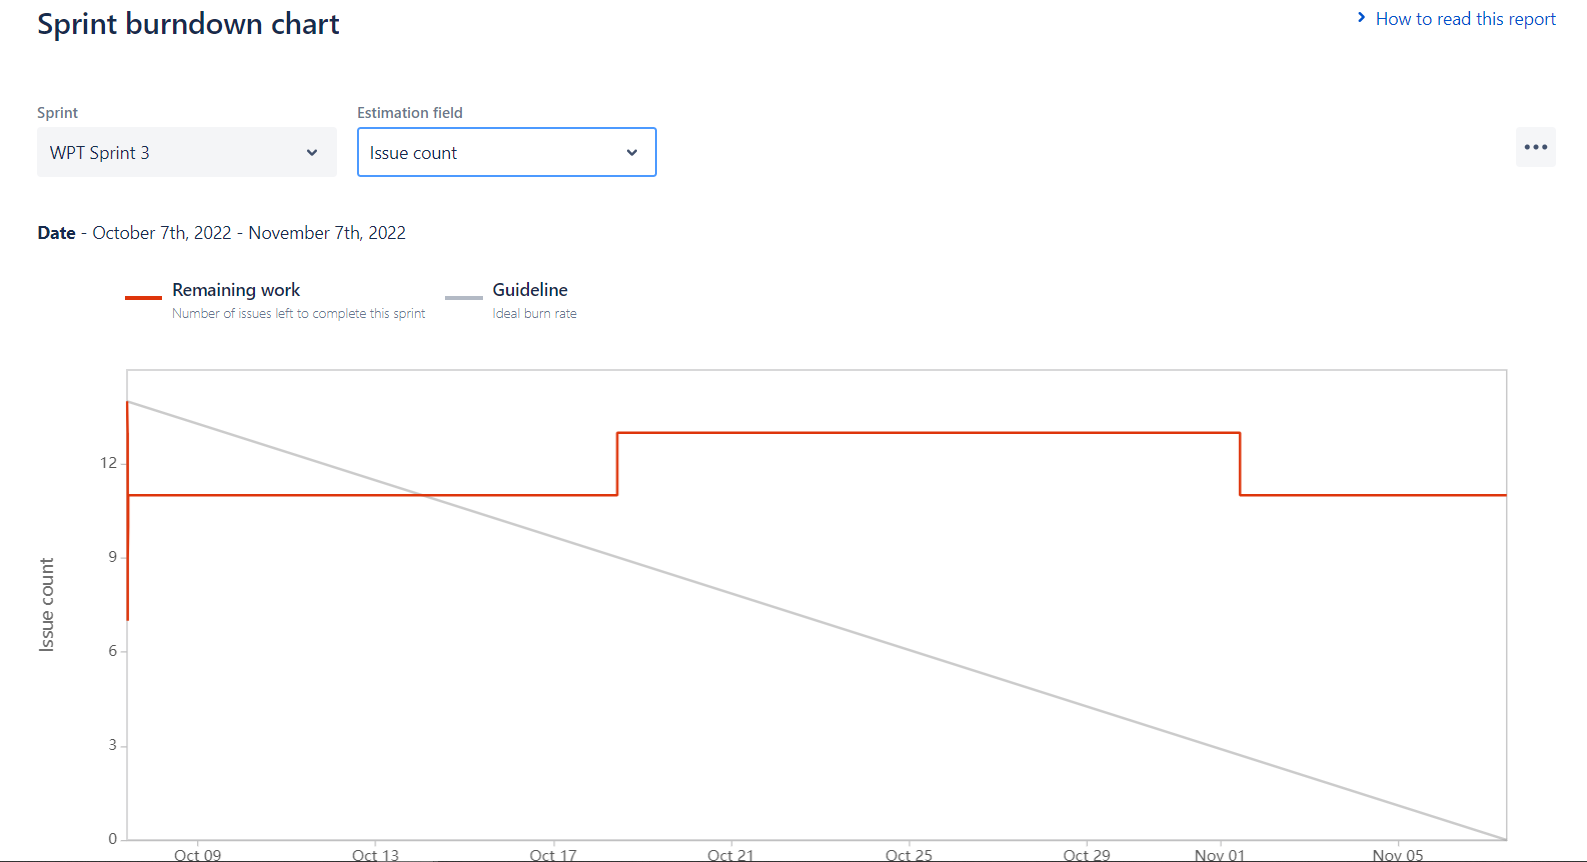 Sprint burndown chart
How to read this report
Sprint
Estimation field
WPT Sprint 3
Issue count
Date - October 7th, 2022 - November 7th, 2022
Remaining work
Number of issues left to complete this sprint
Guideline
Ideal burn rate
Issue count
12
9
6
3
0
Oct 09 Oct 13 Oct 17 Oct 21 Oct 25 Oct 29 Nov 01 Nov 05